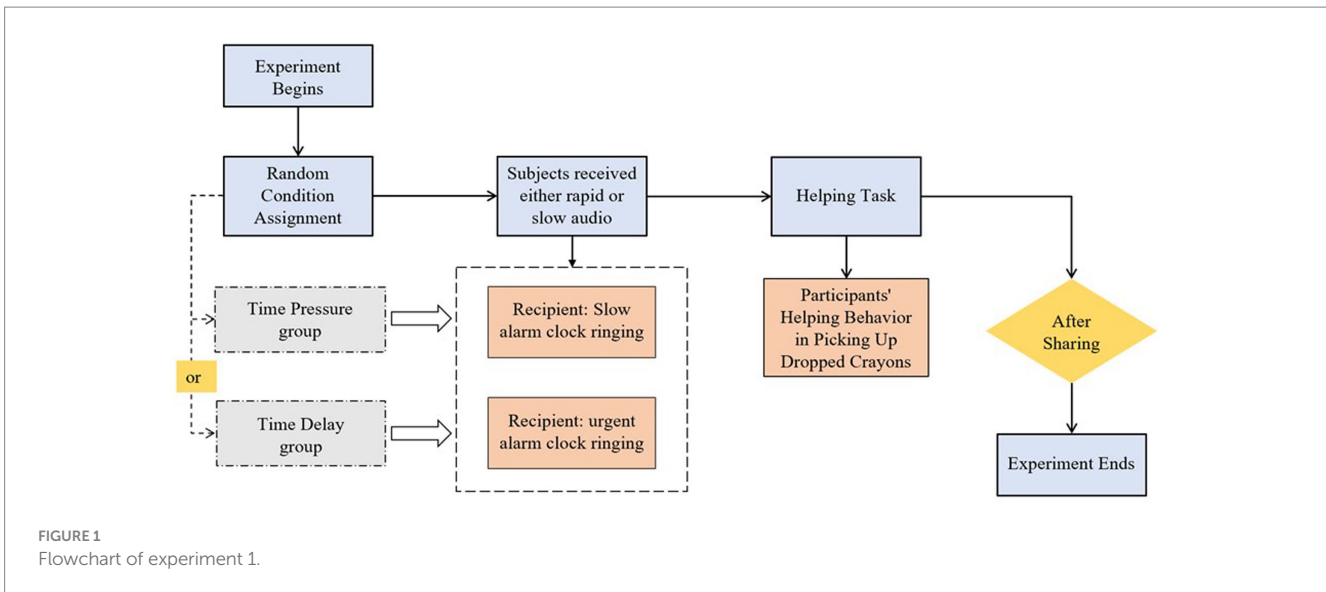 Experiment
Begins
Random
Condition
Assignment
Subjects received
either rapid or
slow audio
Helping Task
Time Pressure
group
Recipient: Slow
alarm clock ringing
Participants'
Helping Behavior
in Picking Up
Dropped Crayons
After
Sharing
or
Time Delay
group
Recipient: urgent
alarm clock ringing
Experiment Ends
FIGURE 1
Flowchart of experiment 1.